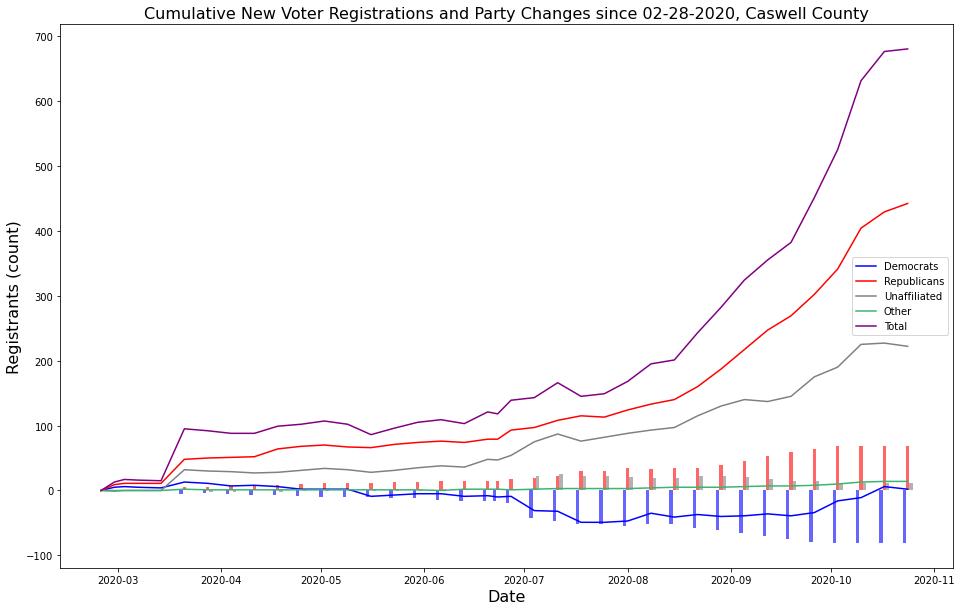 Cumulative New Voter Registrations and Party Changes since 02-28-2020, Caswell County
Registrants (count)
700
600
500
400
300
200
100
0
−100
Democrats
Republicans
Unaffiliated
Other
Total
2020-03
2020-04
2020-05
2020-06
2020-07
2020-08
2020-09
2020-10
2020-11
Date